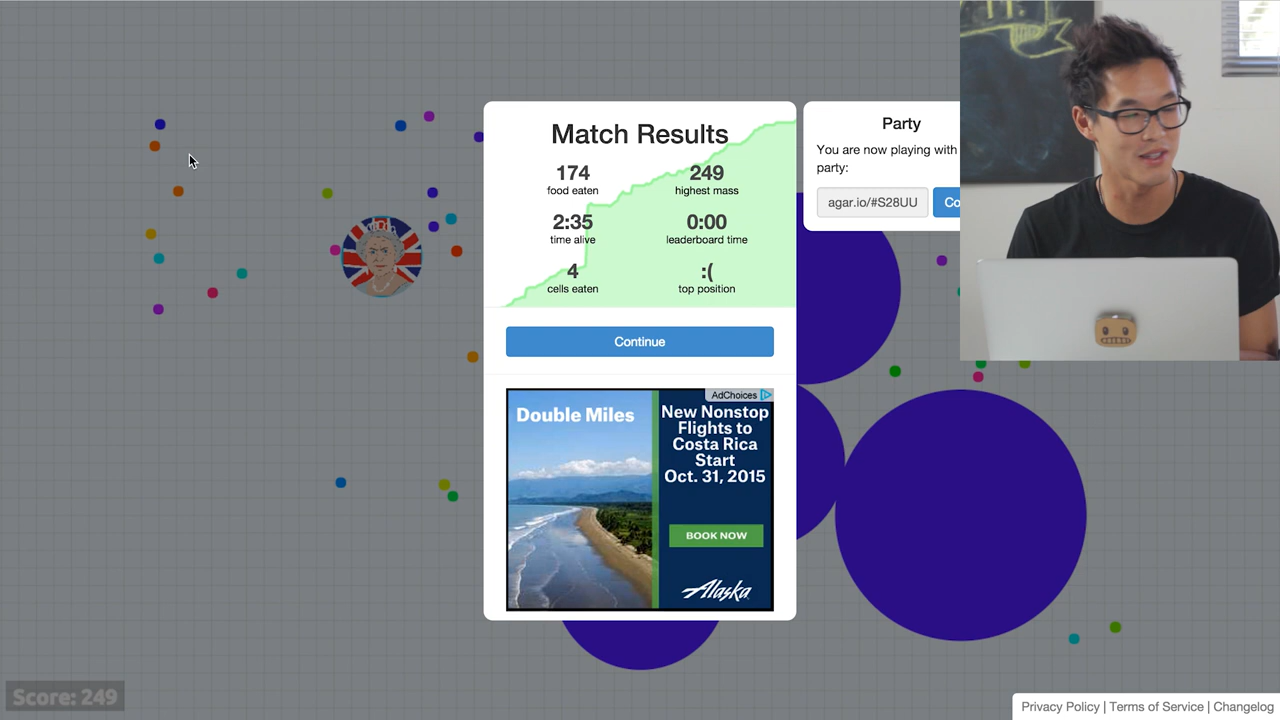 Match Results
174
food eaten
249
highest mass
2:35
time alive
0:00
leaderboard time
4
cells eaten
:(
top position
Continue
AdChoices
Double Miles
New Nonstop
Flights to
Costa Rica
Start
Oct. 31, 2015
BOOK NOW
Alaska
Party
You are now playing with
party:
agar.io/#S28UU
Co
Score: 249
Privacy Policy | Terms of Service | Changelog